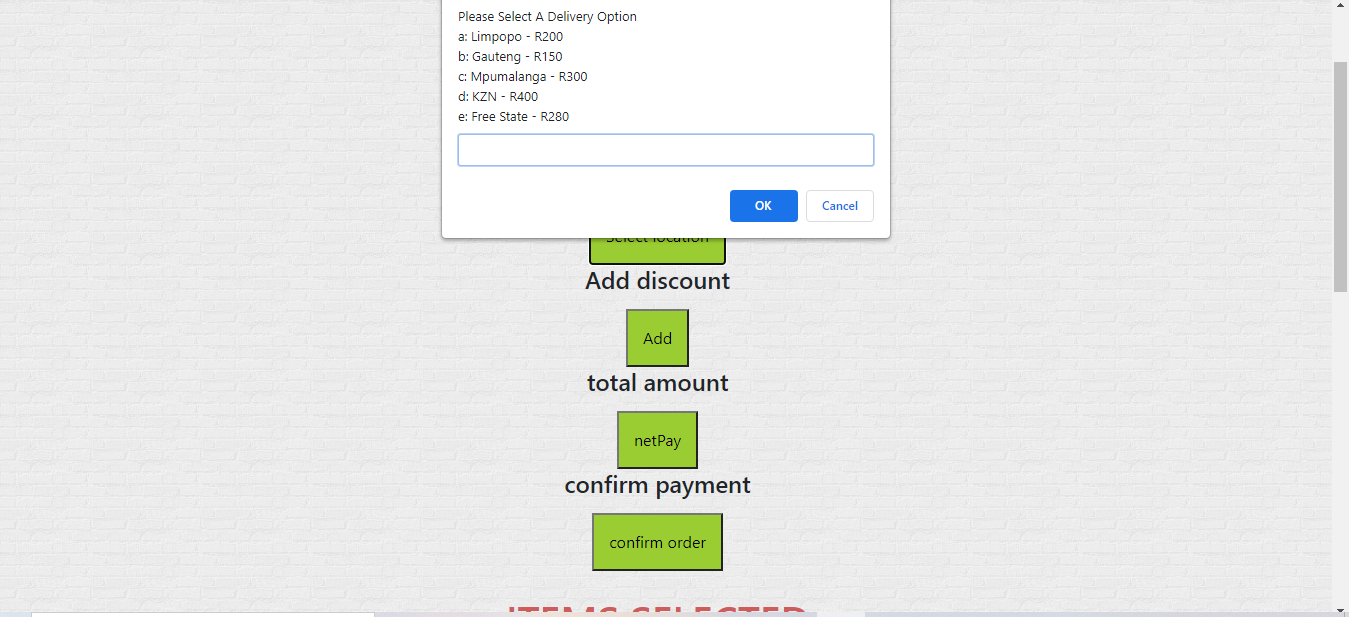 Please Select A Delivery Option
a: Limpopo - R200
b: Gauteng - R150
c: Mpumalanga - R300
d: KZN - R400
e: Free State - R280
OK
Cancel
Select location
Add discount
Add
total amount
netPay
confirm payment
confirm order
ITEMS SELECTED